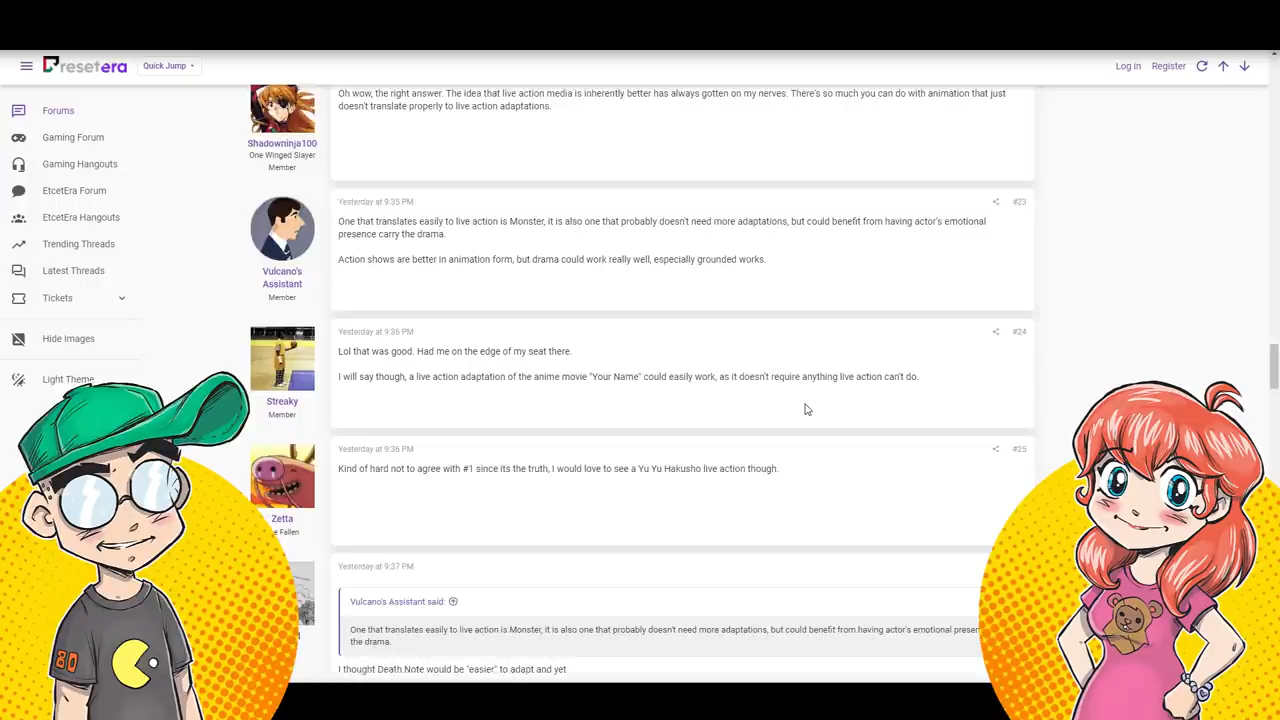 resetera
Quick Jump
Log in
Register
Forums
Gaming Forum
Gaming Hangouts
EtcetEra Forum
EtcetEra Hangouts
Trending Threads
Latest Threads
Tickets
Hide Images
Light Theme
Oh wow, the right answer. The idea that live action media is inherently better has always gotten on my nerves. There's so much you can do with animation that just
doesn't translate properly to live action adaptations.
Shadowninja100
One Winged Slayer
Member
Yesterday at 9:35 PM
#23
One that translates easily to live action is Monster, it is also one that probably doesn't need more adaptations, but could benefit from having actor's emotional
presence carry the drama.
Action shows are better in animation form, but drama could work really well, especially grounded works.
Vulcano's
Assistant
Member
Yesterday at 9:36 PM
#24
Lol that was good. Had me on the edge of my seat there.
I will say though, a live action adaptation of the anime movie "Your Name" could easily work, as it doesn't require anything live action can't do.
Streaky
Member
Yesterday at 9:36 PM
#25
Kind of hard not to agree with #1 since its the truth, I would love to see a Yu Yu Hakusho live action though.
Zetta
e Fallen
Yesterday at 9:37 PM
Vulcano's Assistant said:
One that translates easily to live action is Monster, it is also one that probably doesn't need more adaptations, but could benefit from having actor's emotional
the drama.
I thought Death Note would be "easier" to adapt and yet
80